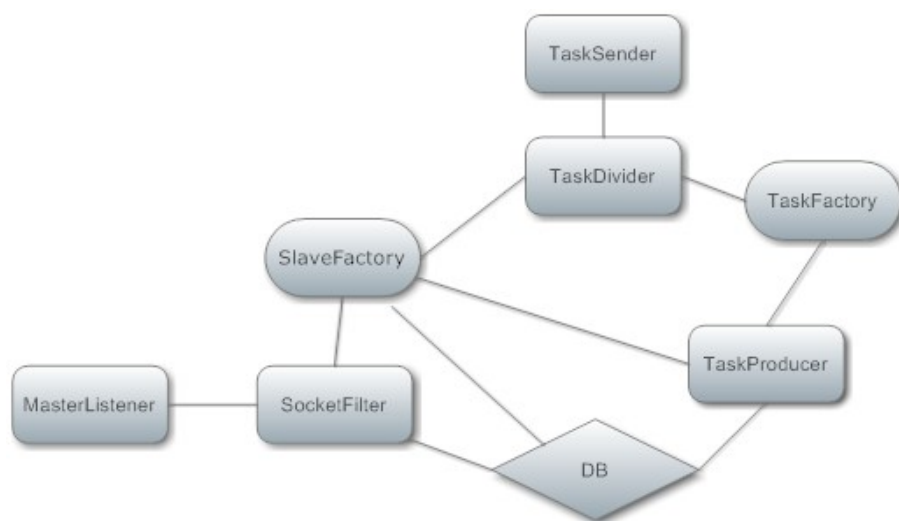 TaskSender
TaskDivider
TaskFactory
SlaveFactory
TaskProducer
MasterListener
SocketFilter
DB